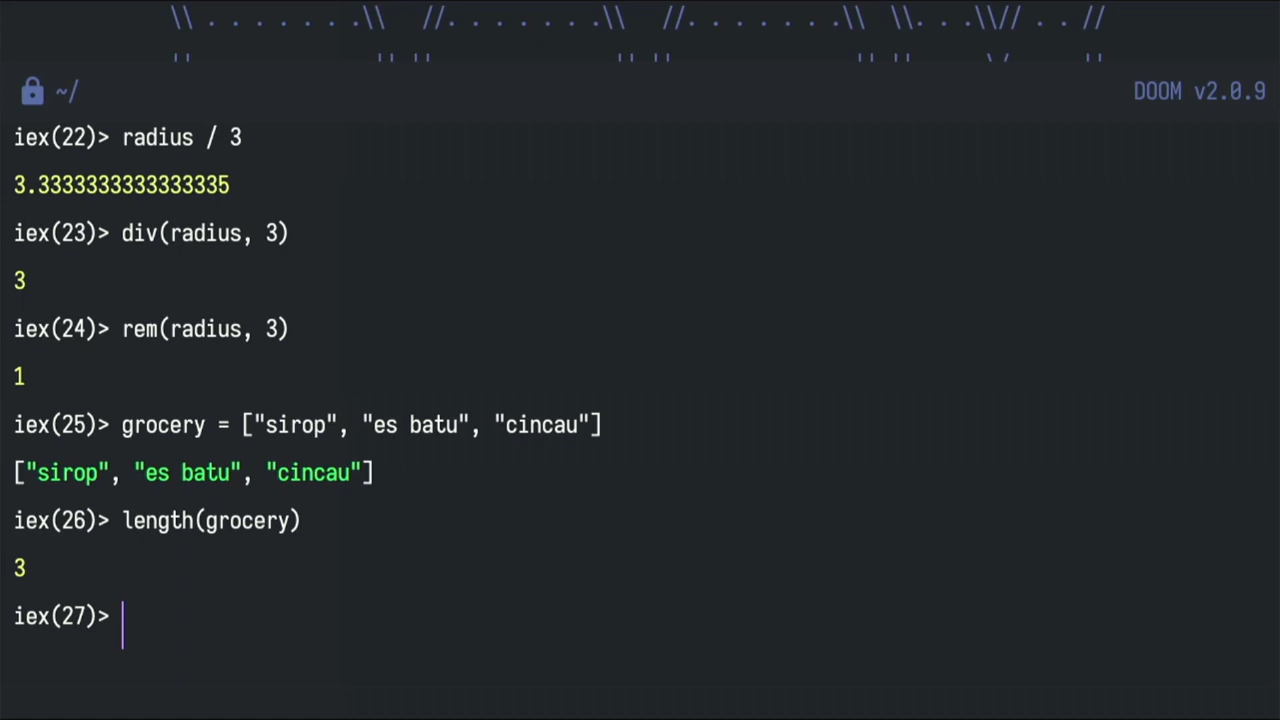 ~/
DOOM v2.0.9
iex(22)> radius / 3
3.3333333333333335
iex(23)> div(radius, 3)
3
iex(24)> rem(radius, 3)
1
iex(25)> grocery = ["sirop", "es batu", "cincau"]
["sirop", "es batu", "cincau"]
iex(26)> length(grocery)
3
iex(27)>